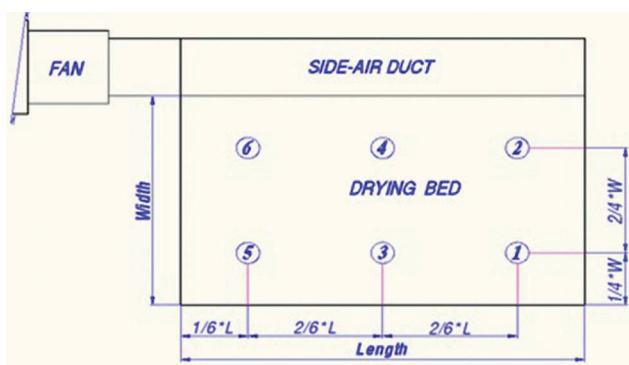 FAN
SIDE-AIR DUCT
6
4
2
DRYING BED
Width
2/4*W
5
3
1
1/4*W
1/6*L
2/6*L
2/6*L
Length